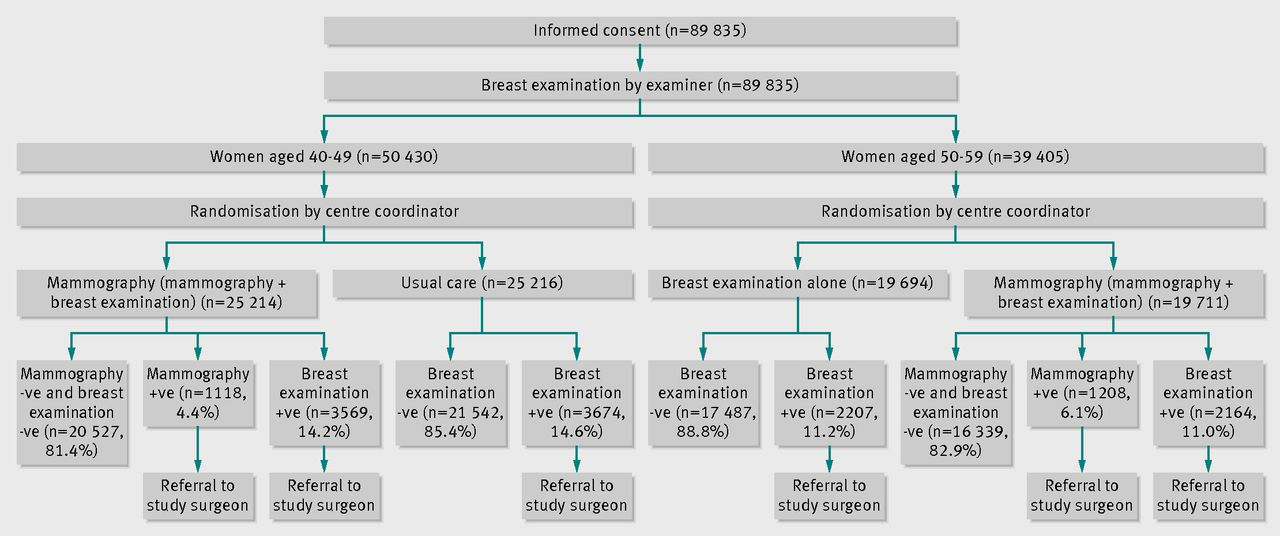 Informed consent (n=89 835)
Breast examination by examiner (n=89 835)
Women aged 40-49 (n=50 430)
Women aged 50-59 (n=39 405)
Randomisation by centre coordinator
Randomisation by centre coordinator
Mammography (mammography +
breast examination) (n=25 214)
Usual care (n=25 216)
Breast examination alone (n=19 694)
Mammography (mammography +
breast examination) (n=19 711)
Mammography
-ve and breast
examination
-ve (n=20 527,
81.4%)
Mammography
+ve (n=1118,
4.4%)
Breast
examination
+ve (n=3569,
14.2%)
Breast
examination
-ve (n=21 542,
85.4%)
Breast
examination
+ve (n=3674,
14.6%)
Breast
examination
-ve (n=17 487,
88.8%)
Breast
examination
+ve (n=2207,
11.2%)
Mammography
-ve and breast
examination
-ve (n=16 339,
82.9%)
Mammography
+ve (n=1208,
6.1%)
Breast
examination
+ve (n=2164,
11.0%)
Referral to
study surgeon
Referral to
study surgeon
Referral to
study surgeon
Referral to
study surgeon
Referral to
study surgeon
Referral to
study surgeon